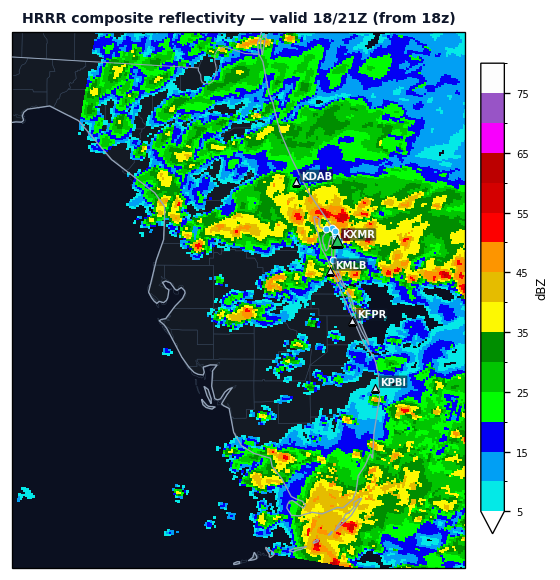 HRRR composite reflectivity — valid 18/21Z (from 18z)
KDAB
KXMR
KMLB
KFPR
KPBI
75
65
55
45
35
25
15
5
dBZ